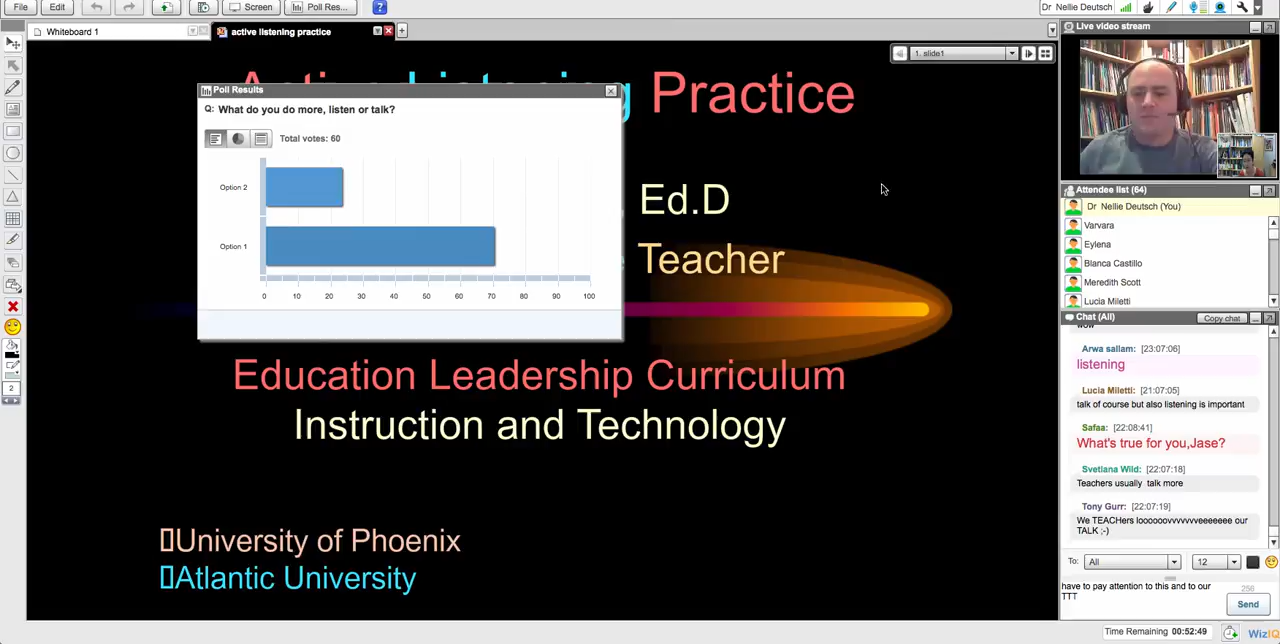 File
Edit
Screen
Poll Res...
?
Dr Nellie Deutsch
Whiteboard 1
active listening practice
1. slide1
Practice
Poll Results
Q: What do you do more, listen or talk?
Total votes: 60
Option 2
Option 1
0 10 20 30 40 50 60 70 80 90 100
Ed.D
Teacher
Education Leadership Curriculum
Instruction and Technology
University of Phoenix
Atlantic University
2
Live video stream
Attendee list (64)
Dr Nellie Deutsch (You)
Varvara
Eylena
Blanca Castillo
Meredith Scott
Lucia Miletti
Chat (All)
Copy chat
wow
Arwa sallam: [23:07:06]
listening
Lucia Miletti: [21:07:05]
talk of course but also listening is important
Safaa: [22:08:41]
What's true for you,Jase?
Svetlana Wild: [22:07:18]
Teachers usually talk more
Tony Gurr: [22:07:19]
We TEACHers loooooovvvvvveeeeeee our
TALK ;-)
To: All 12
have to pay attention to this and to our
TTT
256
Send
Time Remaining 00:52:49
WizIQ